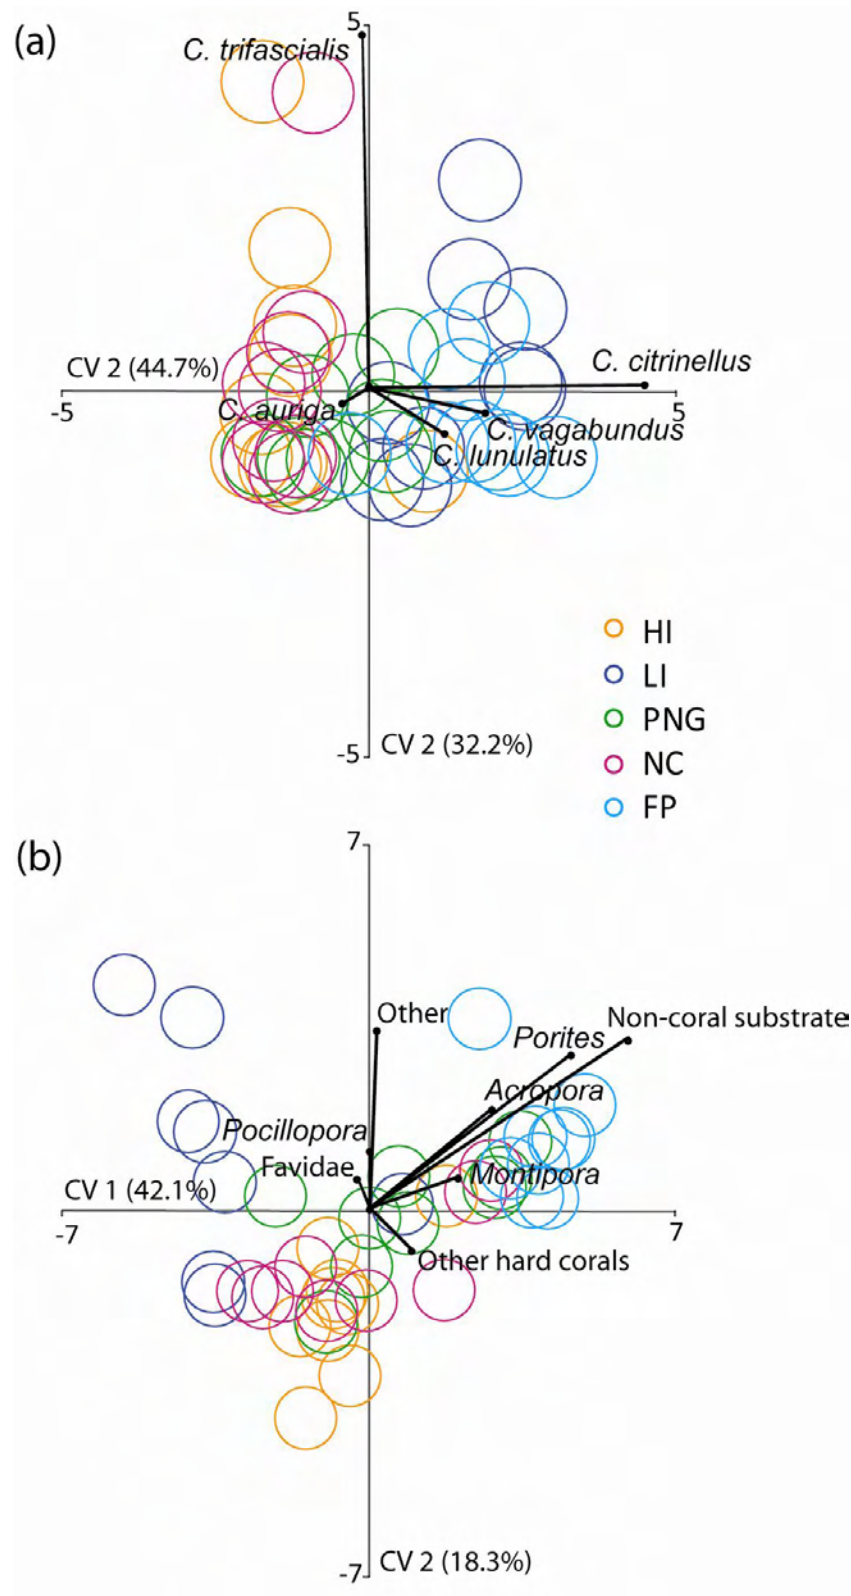 (a)
5
C. trifascialis
C. citrinellus
CV 2 (44.7%)
-5
5
C. auriga
C. vagabundus
C. lunulatus
HI
LI
PNG
NC
FP
-5
CV 2 (32.2%)
(b)
7
Other
Non-coral substrate
Porites
Acropora
Pocillopora
Favidae
Montipora
CV 1 (42.1%)
-7
7
Other hard corals
-7
CV 2 (18.3%)